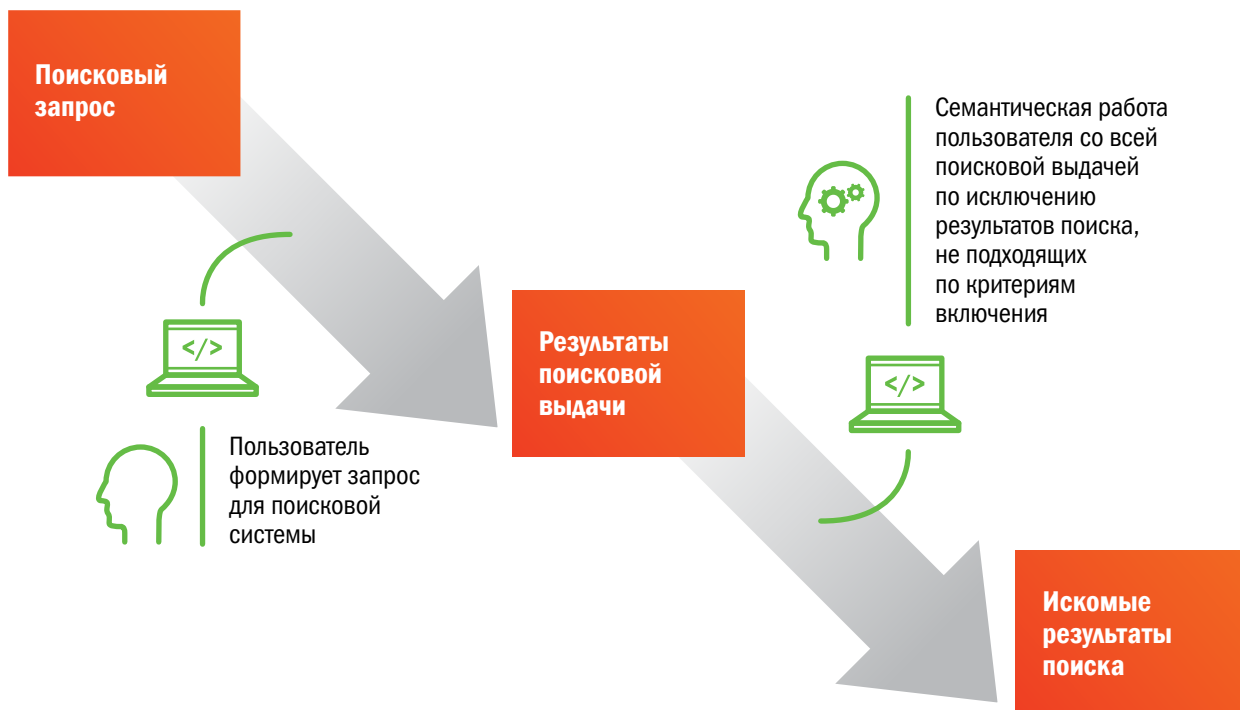 Поисковый
запрос
Семантическая работа
пользователя со всей
поисковой выдачей
по исключению
результатов поиска,
не подходящих
по критериям
включения
</>
Результаты
поисковой
выдачи
</>
Пользователь
формирует запрос
для поисковой
системы
Искомые
результаты
поиска